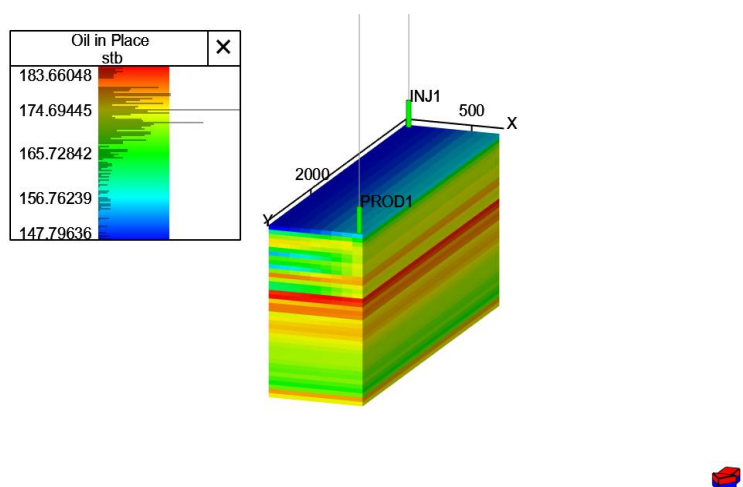 Oil in Place
stb
183.66048
174.69445
165.72842
156.76239
147.79636
INJ1
500
X
2000
PROD1
Y